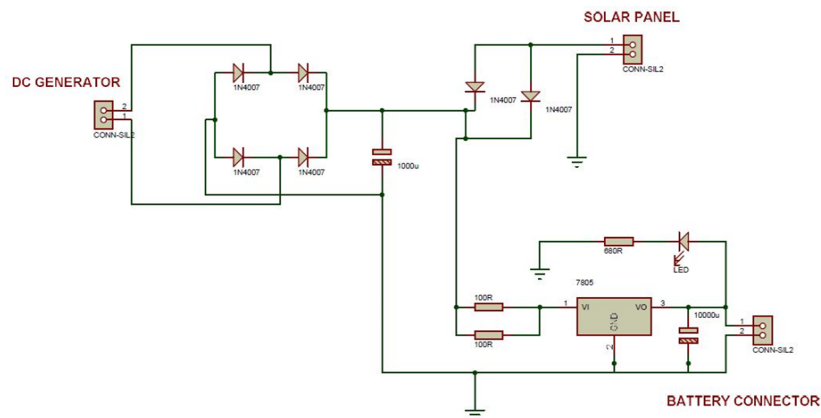 SOLAR PANEL
1
2
CONN-SIL2
DC GENERATOR
2
1
CONN-SIL2
1N4007
1N4007
1N4007
1N4007
1000u
1N4007
1N4007
680R
LED
7805
100R
100R
1
VI
VO
3
GND
2
10000u
1
2
CONN-SIL2
BATTERY CONNECTOR